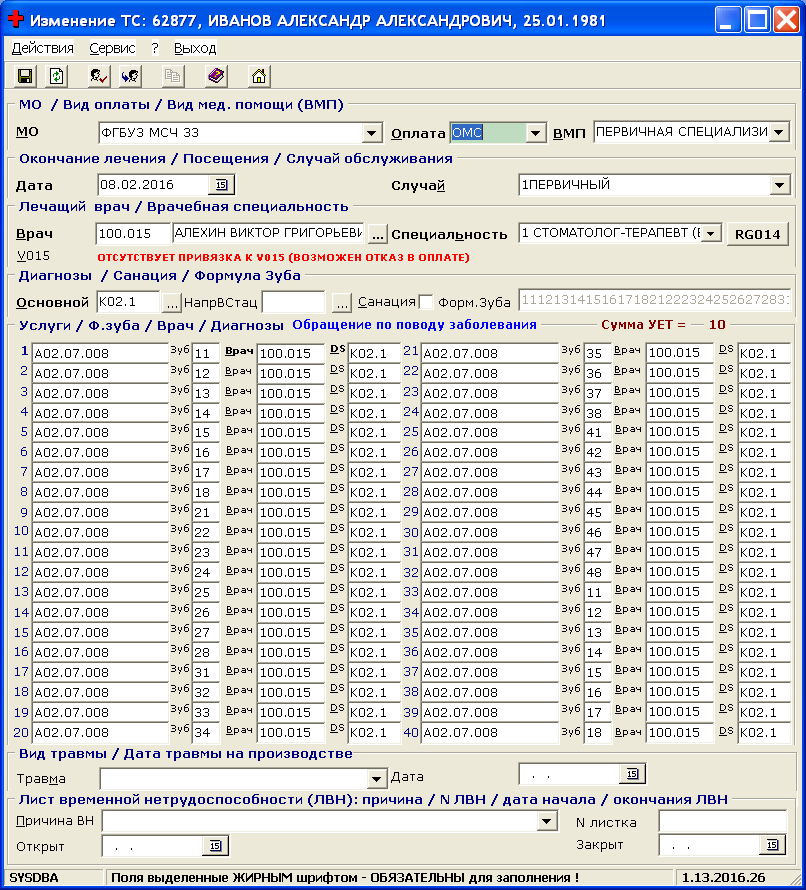 Изменение ТС: 62877, ИВАНОВ АЛЕКСАНДР АЛЕКСАНДРОВИЧ, 25.01.1981
Действия Сервис ? Выход
МО / Вид оплаты / Вид мед. помощи (ВМП)
МО ФГБУЗ МСЧ 33 Оплата ОМС ВМП ПЕРВИЧНАЯ СПЕЦИАЛИЗИ
Окончание лечения / Посещения / Случай обслуживания
Дата 08.02.2016 15 Случай 1ПЕРВИЧНЫЙ
Лечащий врач / Врачебная специальность
Врач 100.015 АЛЕХИН ВИКТОР ГРИГОРЬЕВИ ... Специальность 1 СТОМАТОЛОГ-ТЕРАПЕВТ (В RG014
V015 ОТСУТСТВУЕТ ПРИВЯЗКА К V015 (ВОЗМОЖЕН ОТКАЗ В ОПЛАТЕ)
Диагнозы / Санация / Формула Зуба
Основной K02.1 ... НапрВСтац ... Санация Форм.Зуба 1112131415161718212223242526272831
Услуги / Ф.зуба / Врач / Диагнозы Обращение по поводу заболевания Сумма УЕТ = 10
1 A02.07.008 Зуб 11 Врач 100.015 DS K02.1 21 A02.07.008 Зуб 35 Врач 100.015 DS K02.1
2 A02.07.008 Зуб 12 Врач 100.015 DS K02.1 22 A02.07.008 Зуб 36 Врач 100.015 DS K02.1
3 A02.07.008 Зуб 13 Врач 100.015 DS K02.1 23 A02.07.008 Зуб 37 Врач 100.015 DS K02.1
4 A02.07.008 Зуб 14 Врач 100.015 DS K02.1 24 A02.07.008 Зуб 38 Врач 100.015 DS K02.1
5 A02.07.008 Зуб 15 Врач 100.015 DS K02.1 25 A02.07.008 Зуб 41 Врач 100.015 DS K02.1
6 A02.07.008 Зуб 16 Врач 100.015 DS K02.1 26 A02.07.008 Зуб 42 Врач 100.015 DS K02.1
7 A02.07.008 Зуб 17 Врач 100.015 DS K02.1 27 A02.07.008 Зуб 43 Врач 100.015 DS K02.1
8 A02.07.008 Зуб 18 Врач 100.015 DS K02.1 28 A02.07.008 Зуб 44 Врач 100.015 DS K02.1
9 A02.07.008 Зуб 21 Врач 100.015 DS K02.1 29 A02.07.008 Зуб 45 Врач 100.015 DS K02.1
10 A02.07.008 Зуб 22 Врач 100.015 DS K02.1 30 A02.07.008 Зуб 46 Врач 100.015 DS K02.1
11 A02.07.008 Зуб 23 Врач 100.015 DS K02.1 31 A02.07.008 Зуб 47 Врач 100.015 DS K02.1
12 A02.07.008 Зуб 24 Врач 100.015 DS K02.1 32 A02.07.008 Зуб 48 Врач 100.015 DS K02.1
13 A02.07.008 Зуб 25 Врач 100.015 DS K02.1 33 A02.07.008 Зуб 11 Врач 100.015 DS K02.1
14 A02.07.008 Зуб 26 Врач 100.015 DS K02.1 34 A02.07.008 Зуб 12 Врач 100.015 DS K02.1
15 A02.07.008 Зуб 27 Врач 100.015 DS K02.1 35 A02.07.008 Зуб 13 Врач 100.015 DS K02.1
16 A02.07.008 Зуб 28 Врач 100.015 DS K02.1 36 A02.07.008 Зуб 14 Врач 100.015 DS K02.1
17 A02.07.008 Зуб 31 Врач 100.015 DS K02.1 37 A02.07.008 Зуб 15 Врач 100.015 DS K02.1
18 A02.07.008 Зуб 32 Врач 100.015 DS K02.1 38 A02.07.008 Зуб 16 Врач 100.015 DS K02.1
19 A02.07.008 Зуб 33 Врач 100.015 DS K02.1 39 A02.07.008 Зуб 17 Врач 100.015 DS K02.1
20 A02.07.008 Зуб 34 Врач 100.015 DS K02.1 40 A02.07.008 Зуб 18 Врач 100.015 DS K02.1
Вид травмы / Дата травмы на производстве
Травма Дата . . 15
Лист временной нетрудоспособности (ЛВН): причина / N ЛВН / дата начала / окончания ЛВН
Причина ВН N листка
Открыт . . 15 Закрыт . . 15
SYSDBA Поля выделенные ЖИРНЫМ шрифтом - ОБЯЗАТЕЛЬНЫ для заполнения ! 1.13.2016.26